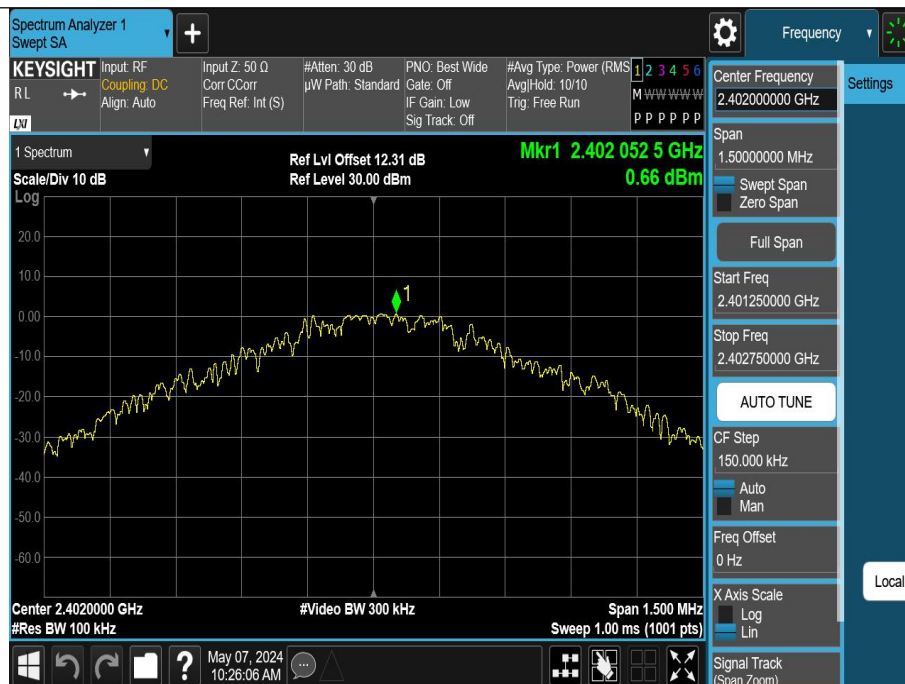 Spectrum Analyzer 1
Swept SA
Frequency
KEYSIGHT
RL
LXI
Input: RF
Coupling: DC
Align: Auto
Input Z: 50 Ω
Corr CCorr
Freq Ref: Int (S)
#Atten: 30 dB
µW Path: Standard
PNO: Best Wide
Gate: Off
IF Gain: Low
Sig Track: Off
#Avg Type: Power (RMS
Avg|Hold: 10/10
Trig: Free Run
1 2 3 4 5 6
M W W W W W
P P P P P P
1 Spectrum
Scale/Div 10 dB
Log
Ref Lvl Offset 12.31 dB
Ref Level 30.00 dBm
Mkr1 2.402 052 5 GHz
0.66 dBm
20.0
10.0
0.00
-10.0
-20.0
-30.0
-40.0
-50.0
-60.0
1
Center 2.4020000 GHz
#Res BW 100 kHz
#Video BW 300 kHz
Span 1.500 MHz
Sweep 1.00 ms (1001 pts)
?
May 07, 2024
10:26:06 AM
Center Frequency
2.402000000 GHz
Span
1.50000000 MHz
Swept Span
Zero Span
Full Span
Start Freq
2.401250000 GHz
Stop Freq
2.402750000 GHz
AUTO TUNE
CF Step
150.000 kHz
Auto
Man
Freq Offset
0 Hz
X Axis Scale
Log
Lin
Signal Track
(Span Zoom)
Settings
Local